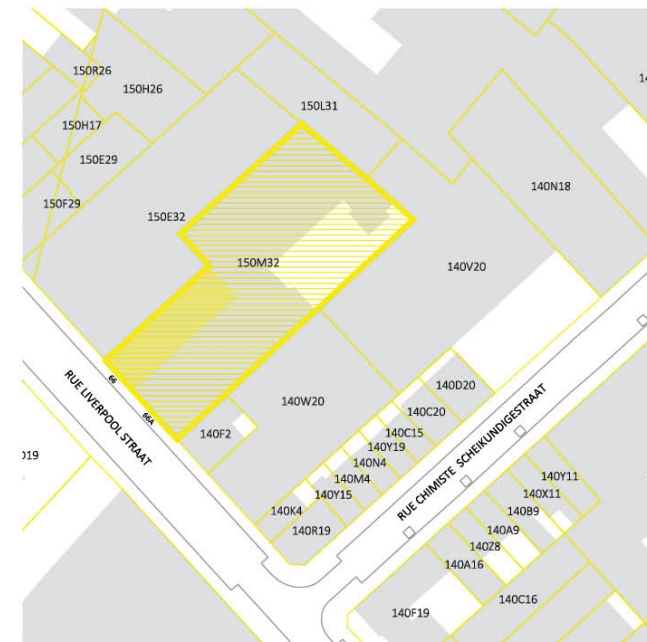 150R26
150H26
150L31
150H17
150E29
150F29
150E32
140N18
150M32
140V20
66
66A
RUE LIVERPOOL STRAAT
140F2
140W20
140D20
140C20
140C15
140Y19
140N4
140M4
140Y15
140K4
140R19
RUE CHIMISTE SCHEIKUNDIGESTRAAT
140Y11
140X11
140B9
140A9
140Z8
140A16
140C16
140F19